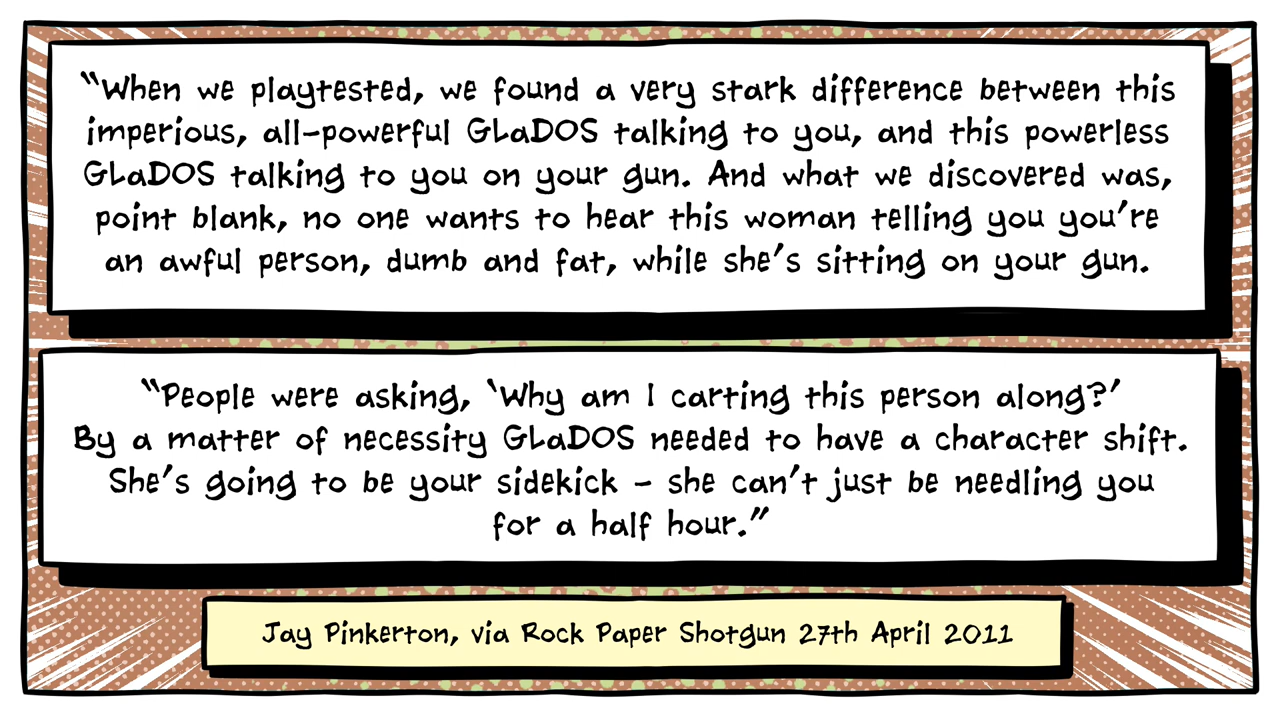 “When we playtested, we found a very stark difference between this
imperious, all-powerful GLaDOS talking to you, and this powerless
GLaDOS talking to you on your gun. And what we discovered was,
point blank, no one wants to hear this woman telling you you’re
an awful person, dumb and fat, while she’s sitting on your gun.
“People were asking, ‘Why am I carting this person along?’
By a matter of necessity GLaDOS needed to have a character shift.
She’s going to be your sidekick – she can’t just be needling you
for a half hour.”
Jay Pinkerton, via Rock Paper Shotgun 27th April 2011